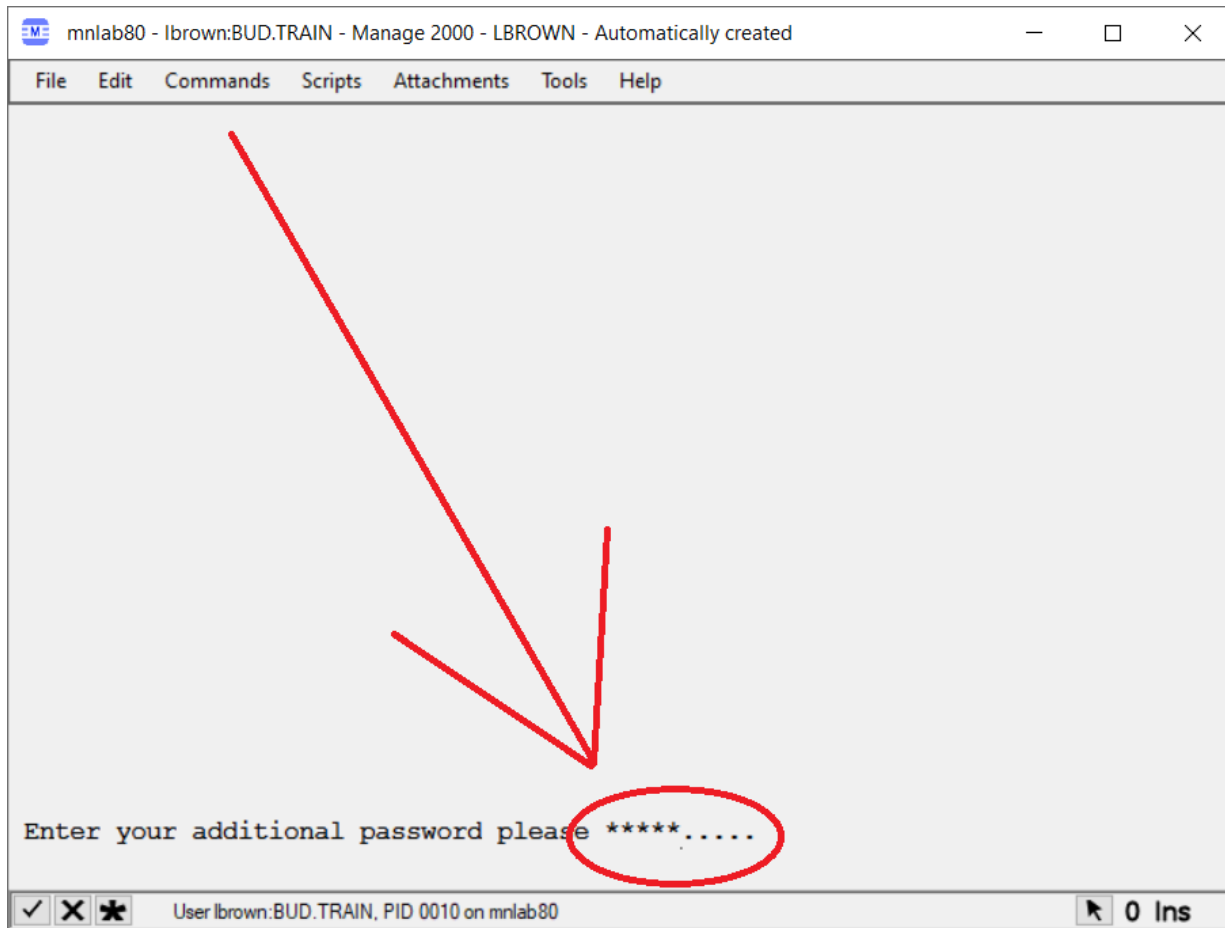 M mnlab80 - lbrown:BUD.TRAIN - Manage 2000 - LBROWN - Automatically created
File Edit Commands Scripts Attachments Tools Help
Enter your additional password please *****.....
User lbrown:BUD.TRAIN, PID 0010 on mnlab80 0 Ins